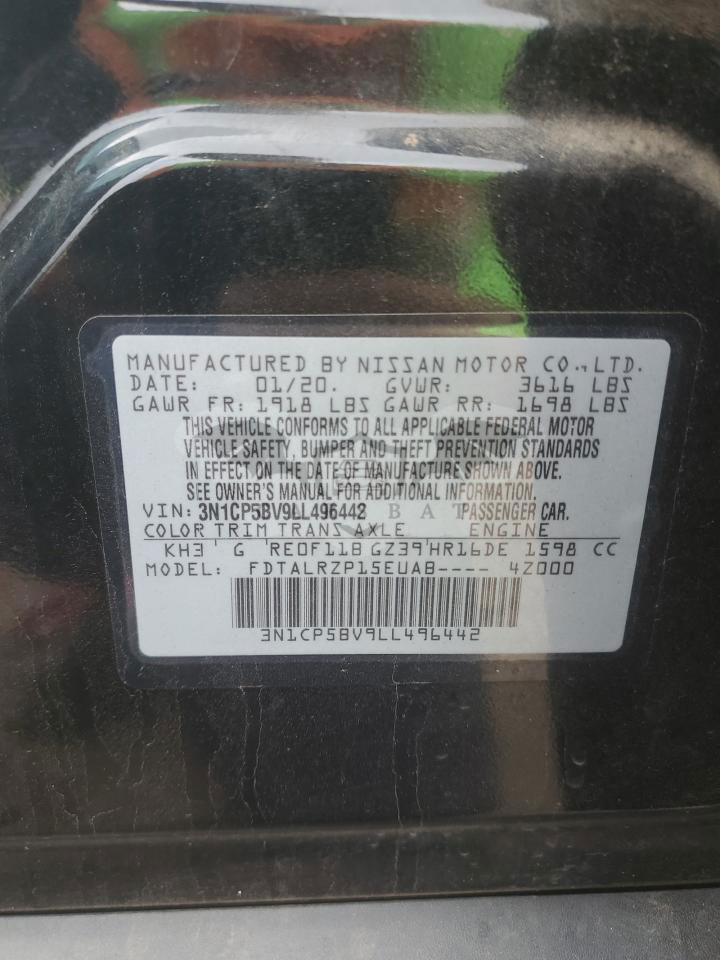 MANUFACTURED BY NISSAN MOTOR CO., LTD.
DATE: 01/20. GVWR: 3616 LBS
GAWR FR: 1918 LBS GAWR RR: 1698 LBS
THIS VEHICLE CONFORMS TO ALL APPLICABLE FEDERAL MOTOR
VEHICLE SAFETY, BUMPER AND THEFT PREVENTION STANDARDS
IN EFFECT ON THE DATE OF MANUFACTURE SHOWN ABOVE.
SEE OWNER'S MANUAL FOR ADDITIONAL INFORMATION.
VIN: 3N1CP5BV9LL496442 PASSENGER CAR.
COLOR TRIM TRANS AXLE ENGINE
KH3 G RE0F11B GZ39 HR16DE 1598 CC
MODEL: FDTALRZP15EUAB---- 4Z000
3N1CP5BV9LL496442